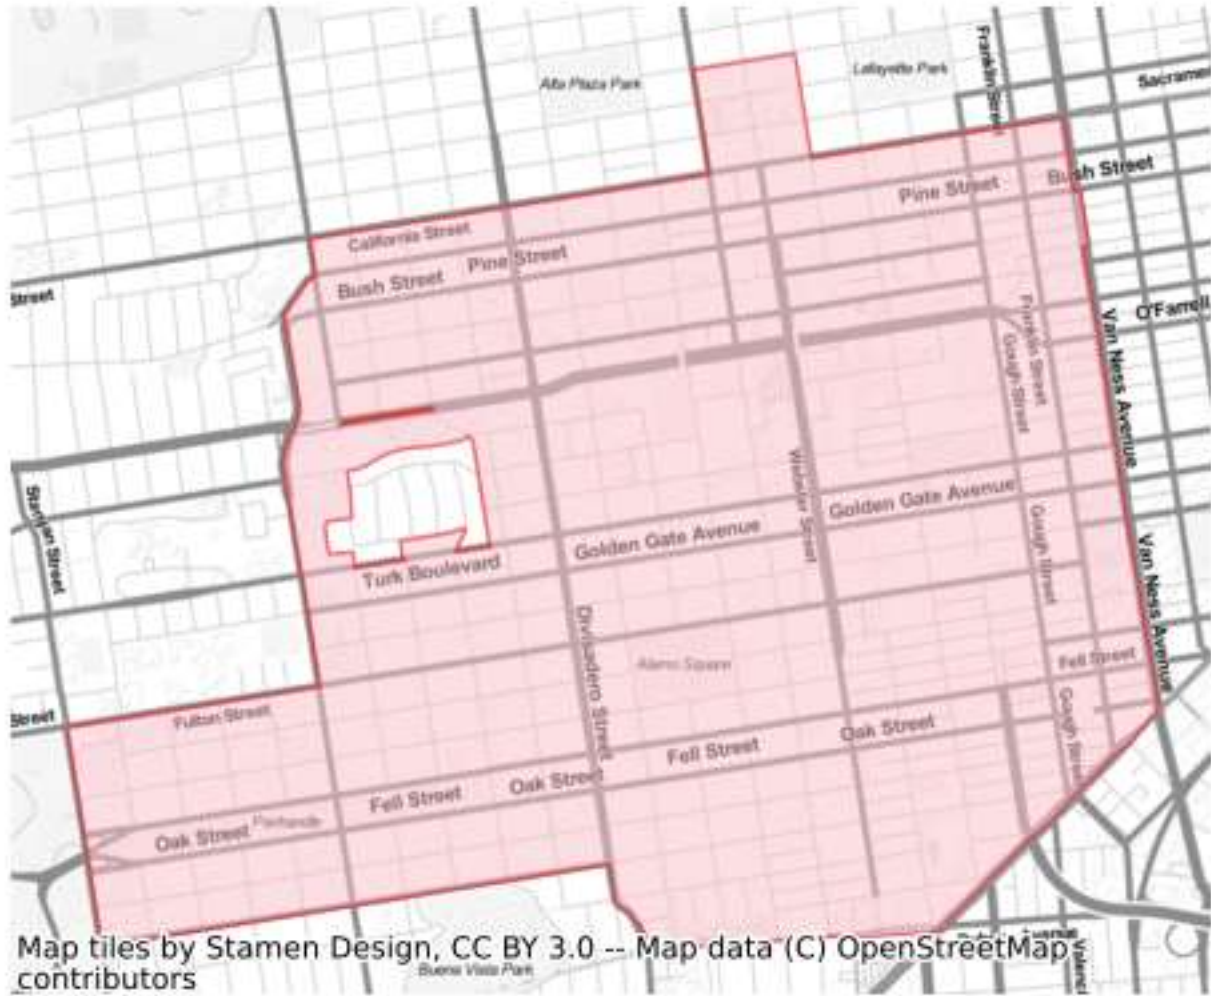 Franklin Street
Alta Plaza Park
Lafayette Park
Bush Street
Pine Street
California Street
Pine Street
Bush Street
Street
O'Farrell
Franklin Street
Van Ness Avenue
Gough Street
Webster Street
Stanyan Street
Golden Gate Avenue
Golden Gate Avenue
Gough Street
Van Ness Avenue
Turk Boulevard
Divisadero Street
Alamo Square
Fell Street
Gough Street
Street
Fulton Street
Oak Street
Fell Street
Oak Street
Fell Street
Oak Street
Panhandle
Map tiles by Stamen Design, CC BY 3.0 -- Map data (C) OpenStreetMap
contributors
Buena Vista Park